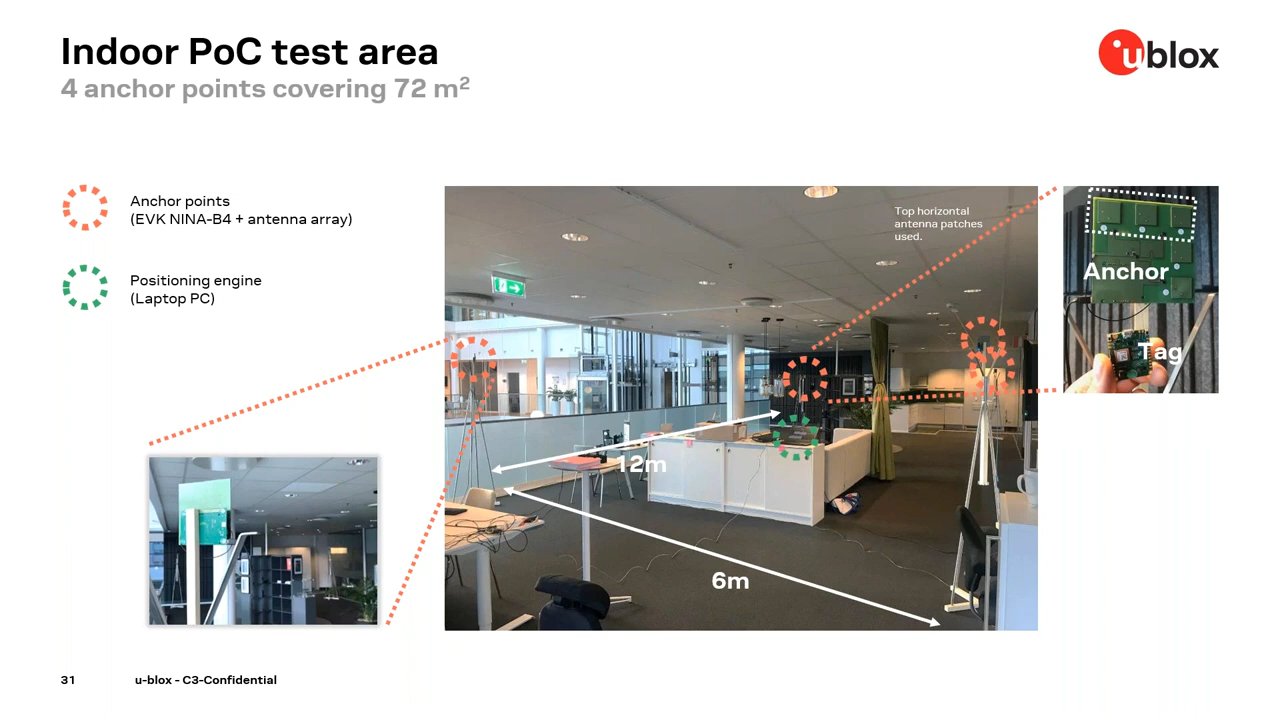 Indoor PoC test area
4 anchor points covering 72 m²
ublox
Anchor points
(EVK NINA-B4 + antenna array)
Positioning engine
(Laptop PC)
Top horizontal
antenna patches
used.
Anchor
Tag
12m
6m
31
u-blox - C3-Confidential